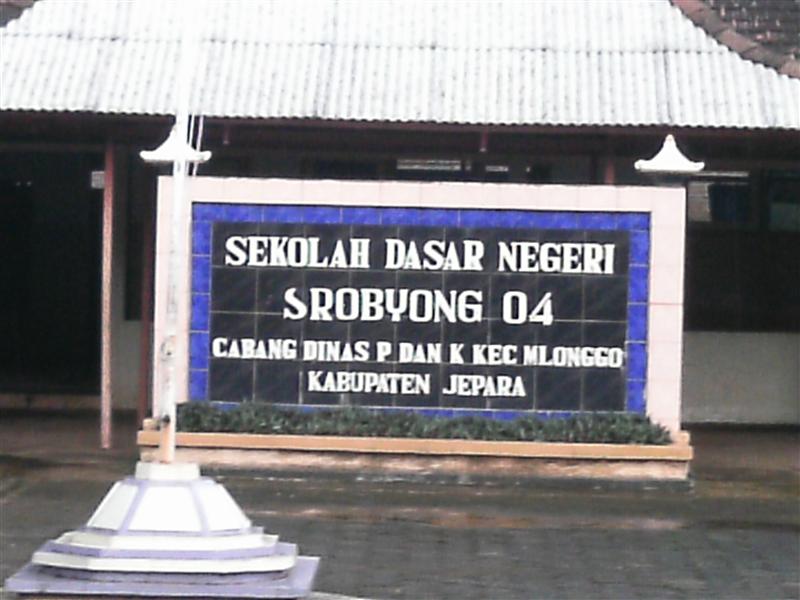 SEKOLAH DASAR NEGERI
SROBYONG 04
CABANG DINAS P DAN K KEC MLONGGO
KABUPATEN JEPARA